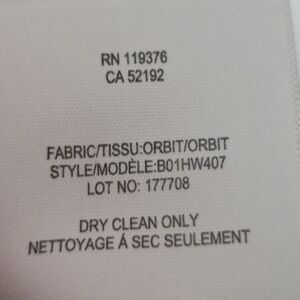 RN 119376
CA 52192
FABRIC/TISSU:ORBIT/ORBIT
STYLE/MODÈLE:B01HW407
LOT NO: 177708
DRY CLEAN ONLY
NETTOYAGE Á SEC SEULEMENT